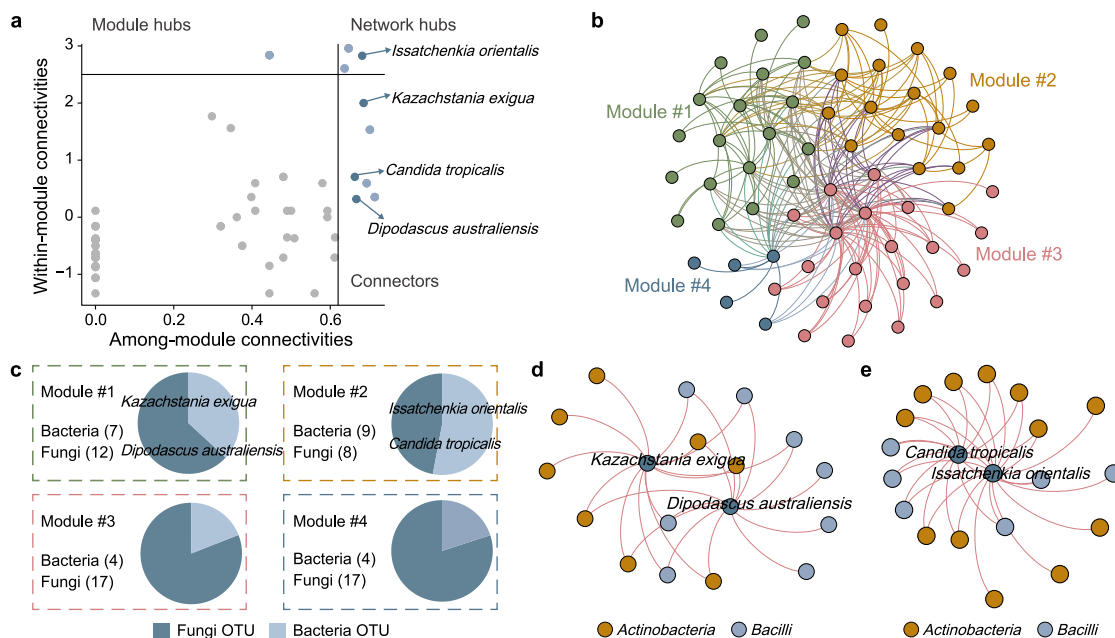 a
Module hubs
Network hubs
3
2
1
0
−1
Within-module connectivities
Issatchenkia orientalis
Kazachstania exigua
Candida tropicalis
Dipodascus australiensis
Connectors
0.0
0.2
0.4
0.6
Among-module connectivities
b
Module #1
Module #2
Module #3
Module #4
c
Module #1
Kazachstania exigua
Bacteria (7)
Fungi (12)
Dipodascus australiensis
Module #2
Issatchenkia orientalis
Bacteria (9)
Fungi (8)
Candida tropicalis
Module #3
Bacteria (4)
Fungi (17)
Module #4
Bacteria (4)
Fungi (17)
Fungi OTU
Bacteria OTU
d
Kazachstania exigua
Dipodascus australiensis
Actinobacteria
Bacilli
e
Candida tropicalis
Issatchenkia orientalis
Actinobacteria
Bacilli